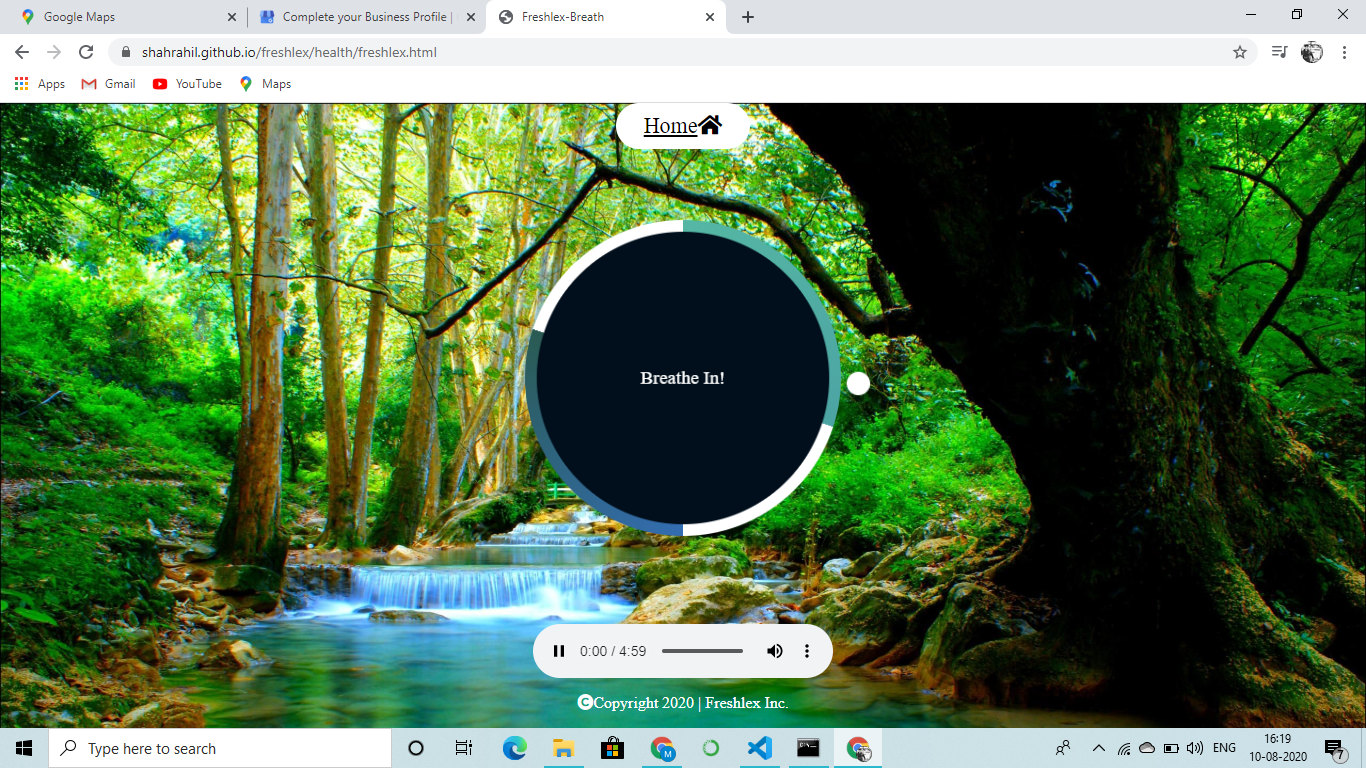 Google Maps
Complete your Business Profile |
Freshlex-Breath
shahrahil.github.io/freshlex/health/freshlex.html
Apps
Gmail
YouTube
Maps
Home
Breathe In!
0:00 / 4:59
Copyright 2020 | Freshlex Inc.
Type here to search
M
ENG
16:19
10-08-2020
7